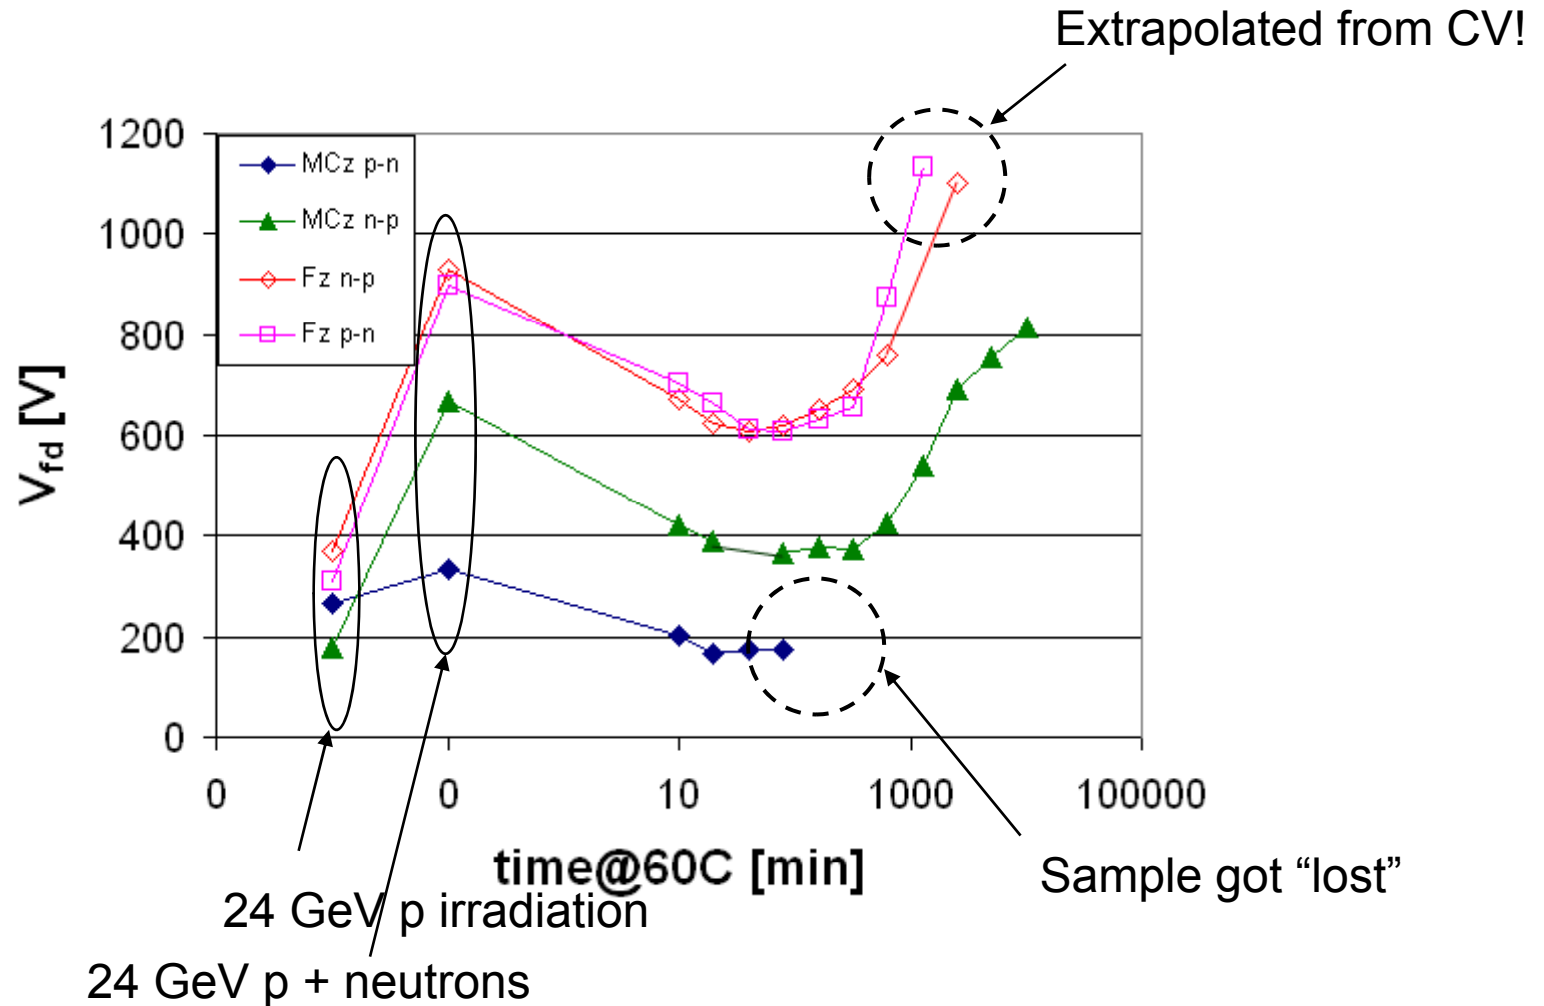 Extrapolated from CV!
1200
1000
800
600
400
200
0
V_fd [V]
MCz p-n
MCz n-p
Fz n-p
Fz p-n
0 0 10 1000 100000
time@60C [min]
24 GeV p irradiation
24 GeV p + neutrons
Sample got “lost”